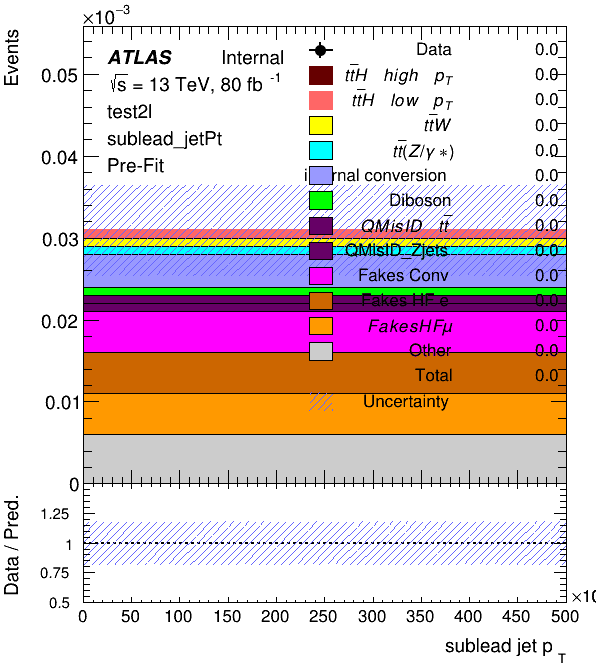 ×10⁻³
Events
ATLAS Internal
√s = 13 TeV, 80 fb⁻¹
test2l
sublead_jetPt
Pre-Fit
Data 0.0
tt̄H high p_T 0.0
tt̄H low p_T 0.0
tt̄W 0.0
tt̄(Z/γ*) 0.0
internal conversion 0.0
Diboson 0.0
QMisID tt̄ 0.0
QMisID_Zjets 0.0
Fakes Conv 0.0
Fakes HF e 0.0
FakesHFμ 0.0
Other 0.0
Total 0.0
Uncertainty
0.05
0.04
0.03
0.02
0.01
0
Data / Pred.
1.25
1
0.75
0.5
0 50 100 150 200 250 300 350 400 450 500
×10
sublead jet p_T